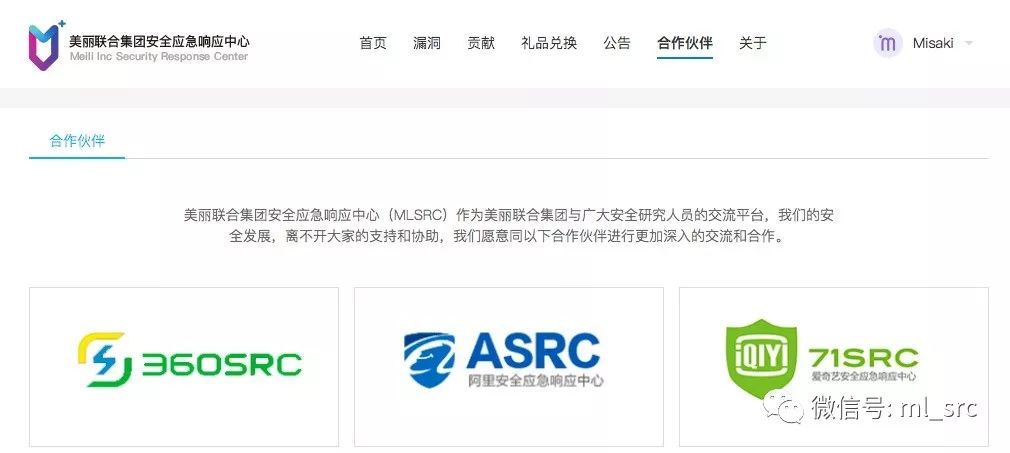 美丽联合集团安全应急响应中心
Meili Inc Security Response Center
首页 漏洞 贡献 礼品兑换 公告 合作伙伴 关于
m Misaki
合作伙伴
美丽联合集团安全应急响应中心（MLSRC）作为美丽联合集团与广大安全研究人员的交流平台，我们的安
全发展，离不开大家的支持和协助，我们愿意同以下合作伙伴进行更加深入的交流和合作。
360SRC
ASRC
阿里安全应急响应中心
iQIYI
71SRC
爱奇艺安全应急响应中心
微信号: ml_src